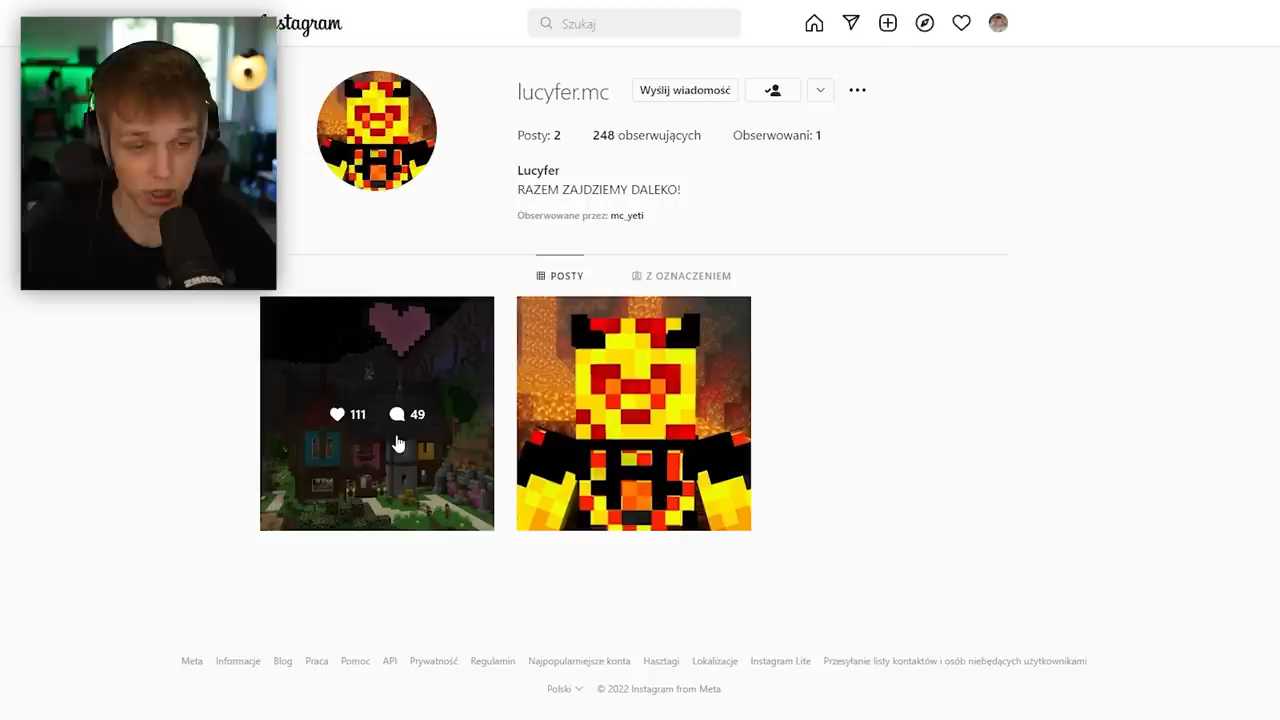 Instagram
Szukaj
lucyfer.mc
Wyślij wiadomość
Posty: 2
248 obserwujących
Obserwowani: 1
Lucyfer
RAZEM ZAJDZIEMY DALEKO!
Obserwowane przez: mc_yeti
POSTY
Z OZNACZENIEM
111
49
Meta
Informacje
Blog
Praca
Pomoc
API
Prywatność
Regulamin
Najpopularniejsze konta
Hasztagi
Lokalizacje
Instagram Lite
Przesyłanie listy kontaktów i osób niebędących użytkownikami
Polski
© 2022 Instagram from Meta